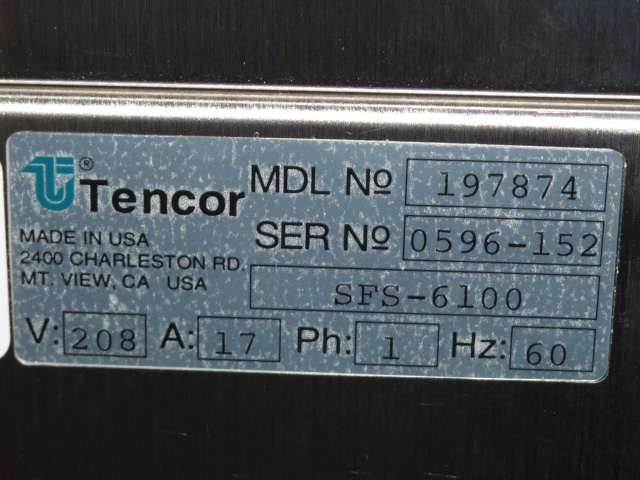 ® Tencor MDL Nº 197874
MADE IN USA SER Nº 0596-152
2400 CHARLESTON RD.
MT. VIEW, CA USA SFS-6100
V: 208 A: 17 Ph: 1 Hz: 60